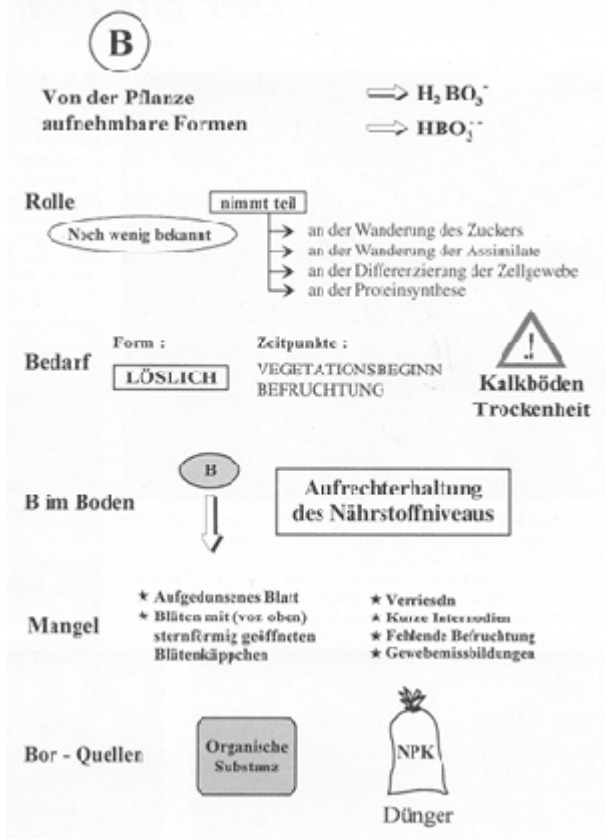 B
Von der Pflanze
aufnehmbare Formen
⇒ H₂BO₃⁻
⇒ HBO₂⁻⁻
Rolle
nimmt teil
Noch wenig bekannt
an der Wanderung des Zuckers
an der Wanderung der Assimilate
an der Differerzierung der Zellgewebe
an der Proteinsynthese
Bedarf
Form :
LÖSLICH
Zeitpunkte :
VEGETATIONSBEGINN
BEFRUCHTUNG
!
Kalkböden
Trockenheit
B im Boden
B
Aufrechterhaltung
des Nährstoffniveaus
Mangel
★ Aufgedunsenes Blatt
★ Blüten mit (von oben)
sternförmig geöffneten
Blütenkäppchen
★ Verrieseln
★ Kurze Internodien
★ Fehlende Befruchtung
★ Gewebemissbildungen
Bor - Quellen
Organische
Substanz
NPK
Dünger